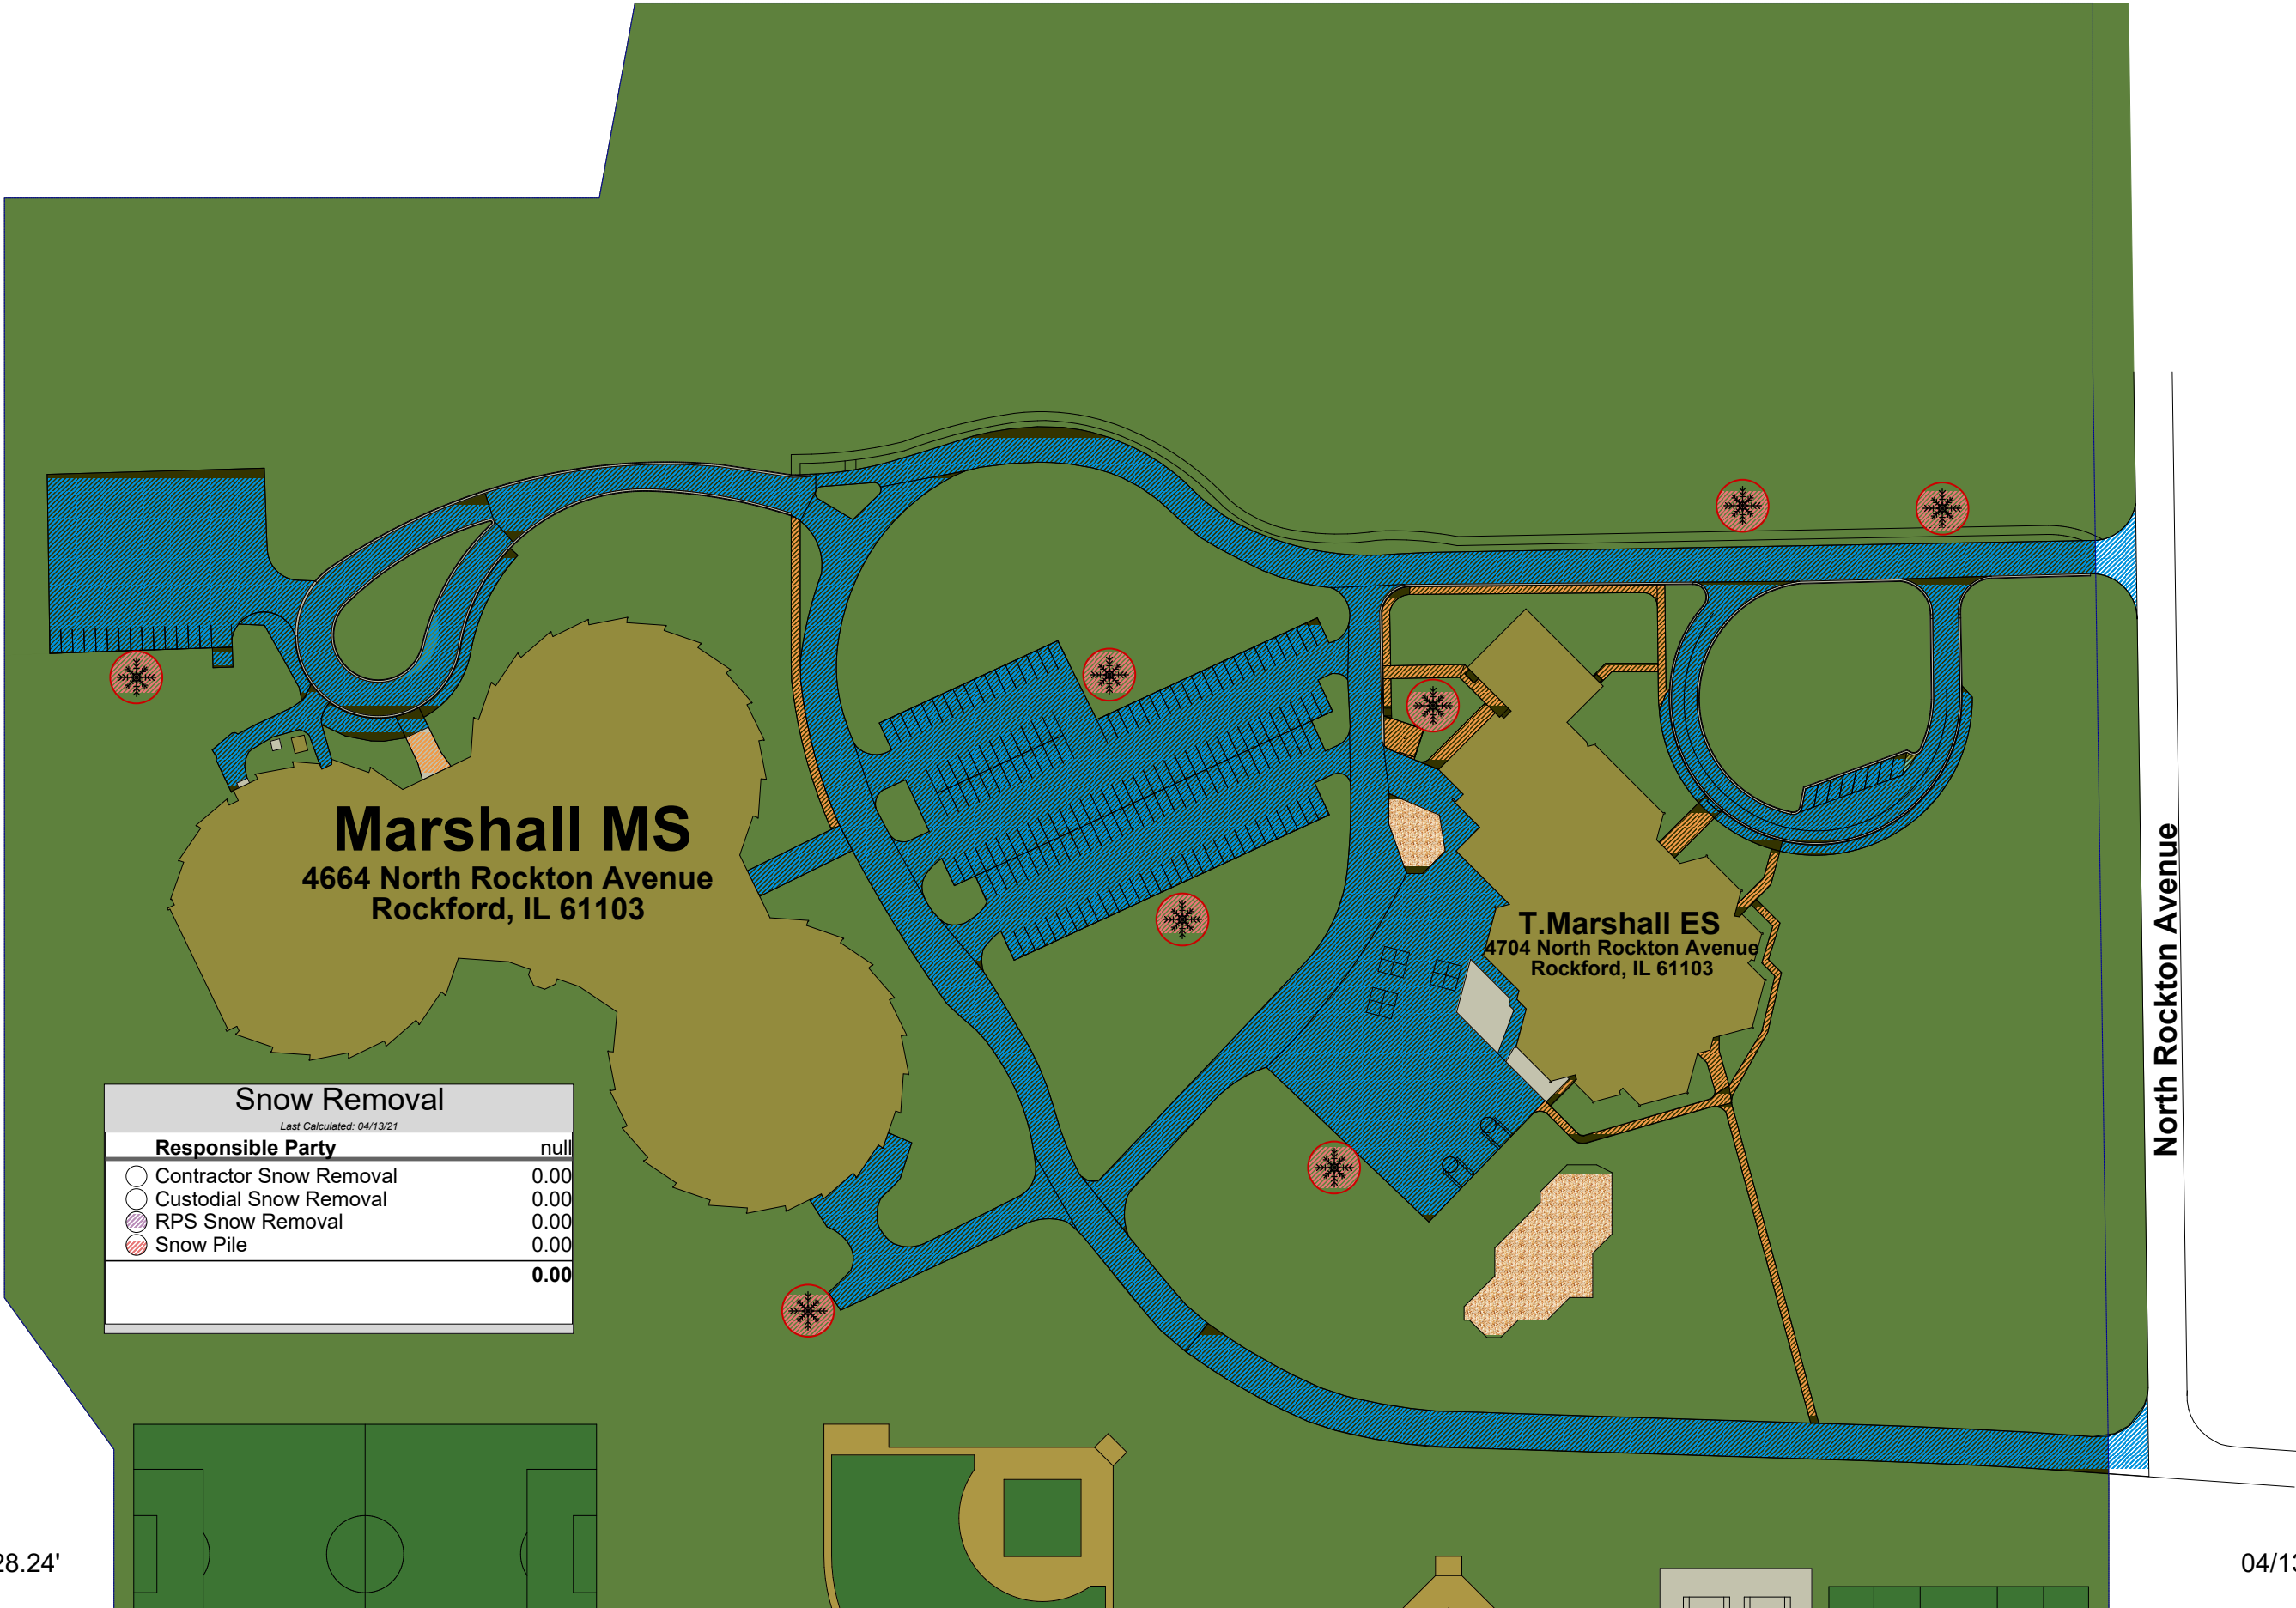 Marshall MS
4664 North Rockton Avenue
Rockford, IL 61103
T.Marshall ES
4704 North Rockton Avenue
Rockford, IL 61103
North Rockton Avenue
Snow Removal
Last Calculated: 04/13/21
Responsible Party null
Contractor Snow Removal 0.00
Custodial Snow Removal 0.00
RPS Snow Removal 0.00
Snow Pile 0.00
0.00
28.24'
04/13